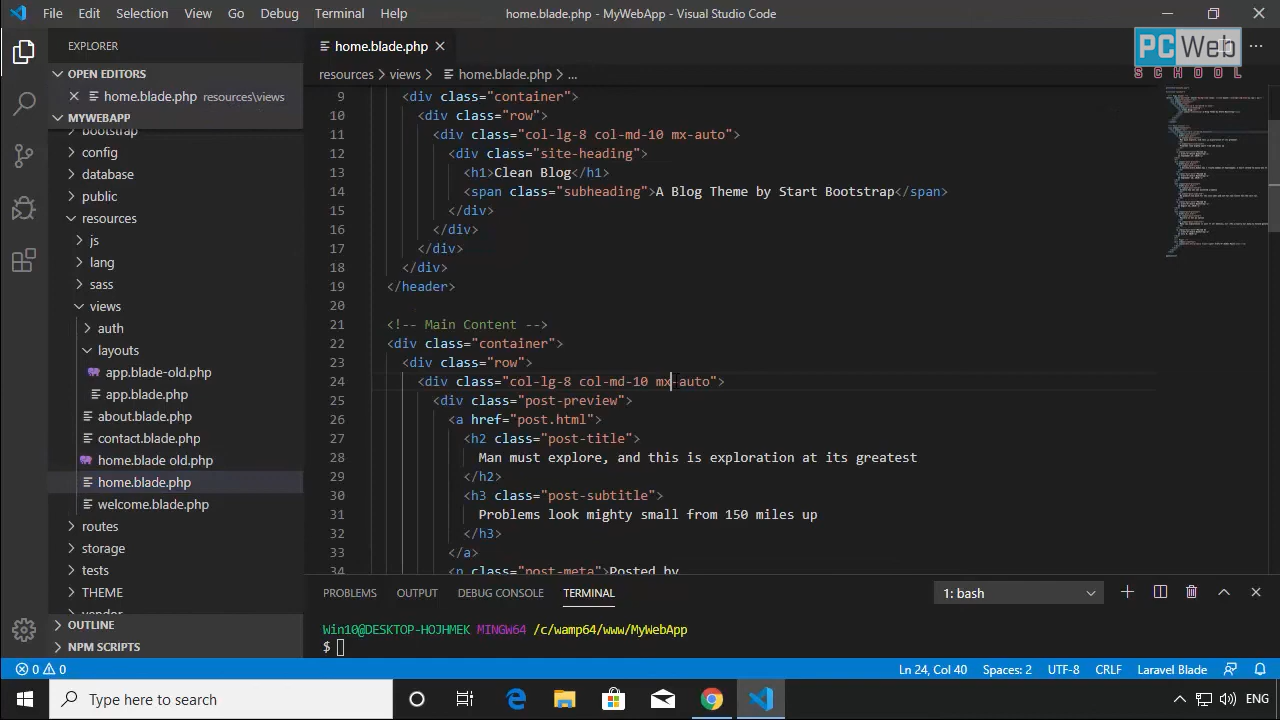 File Edit Selection View Go Debug Terminal Help
home.blade.php - MyWebApp - Visual Studio Code
PC Web
SCHOOL
EXPLORER
OPEN EDITORS
home.blade.php resources\views
MYWEBAPP
bootstrap
config
database
public
resources
js
lang
sass
views
auth
layouts
app.blade-old.php
app.blade.php
about.blade.php
contact.blade.php
home.blade old.php
home.blade.php
welcome.blade.php
routes
storage
tests
THEME
vendor
OUTLINE
NPM SCRIPTS
home.blade.php
resources > views > home.blade.php > ...
9 <div class="container">
10 <div class="row">
11 <div class="col-lg-8 col-md-10 mx-auto">
12 <div class="site-heading">
13 <h1>Clean Blog</h1>
14 <span class="subheading">A Blog Theme by Start Bootstrap</span>
15 </div>
16 </div>
17 </div>
18 </div>
19 </header>
20
21 <!-- Main Content -->
22 <div class="container">
23 <div class="row">
24 <div class="col-lg-8 col-md-10 mx-auto">
25 <div class="post-preview">
26 <a href="post.html">
27 <h2 class="post-title">
28 Man must explore, and this is exploration at its greatest
29 </h2>
30 <h3 class="post-subtitle">
31 Problems look mighty small from 150 miles up
32 </h3>
33 </a>
34 <p class="post-meta">Posted by
PROBLEMS OUTPUT DEBUG CONSOLE TERMINAL
1: bash
Win10@DESKTOP-HOJHMEK MINGW64 /c/wamp64/www/MyWebApp
$
0 0
Ln 24, Col 40 Spaces: 2 UTF-8 CRLF Laravel Blade
Type here to search
ENG